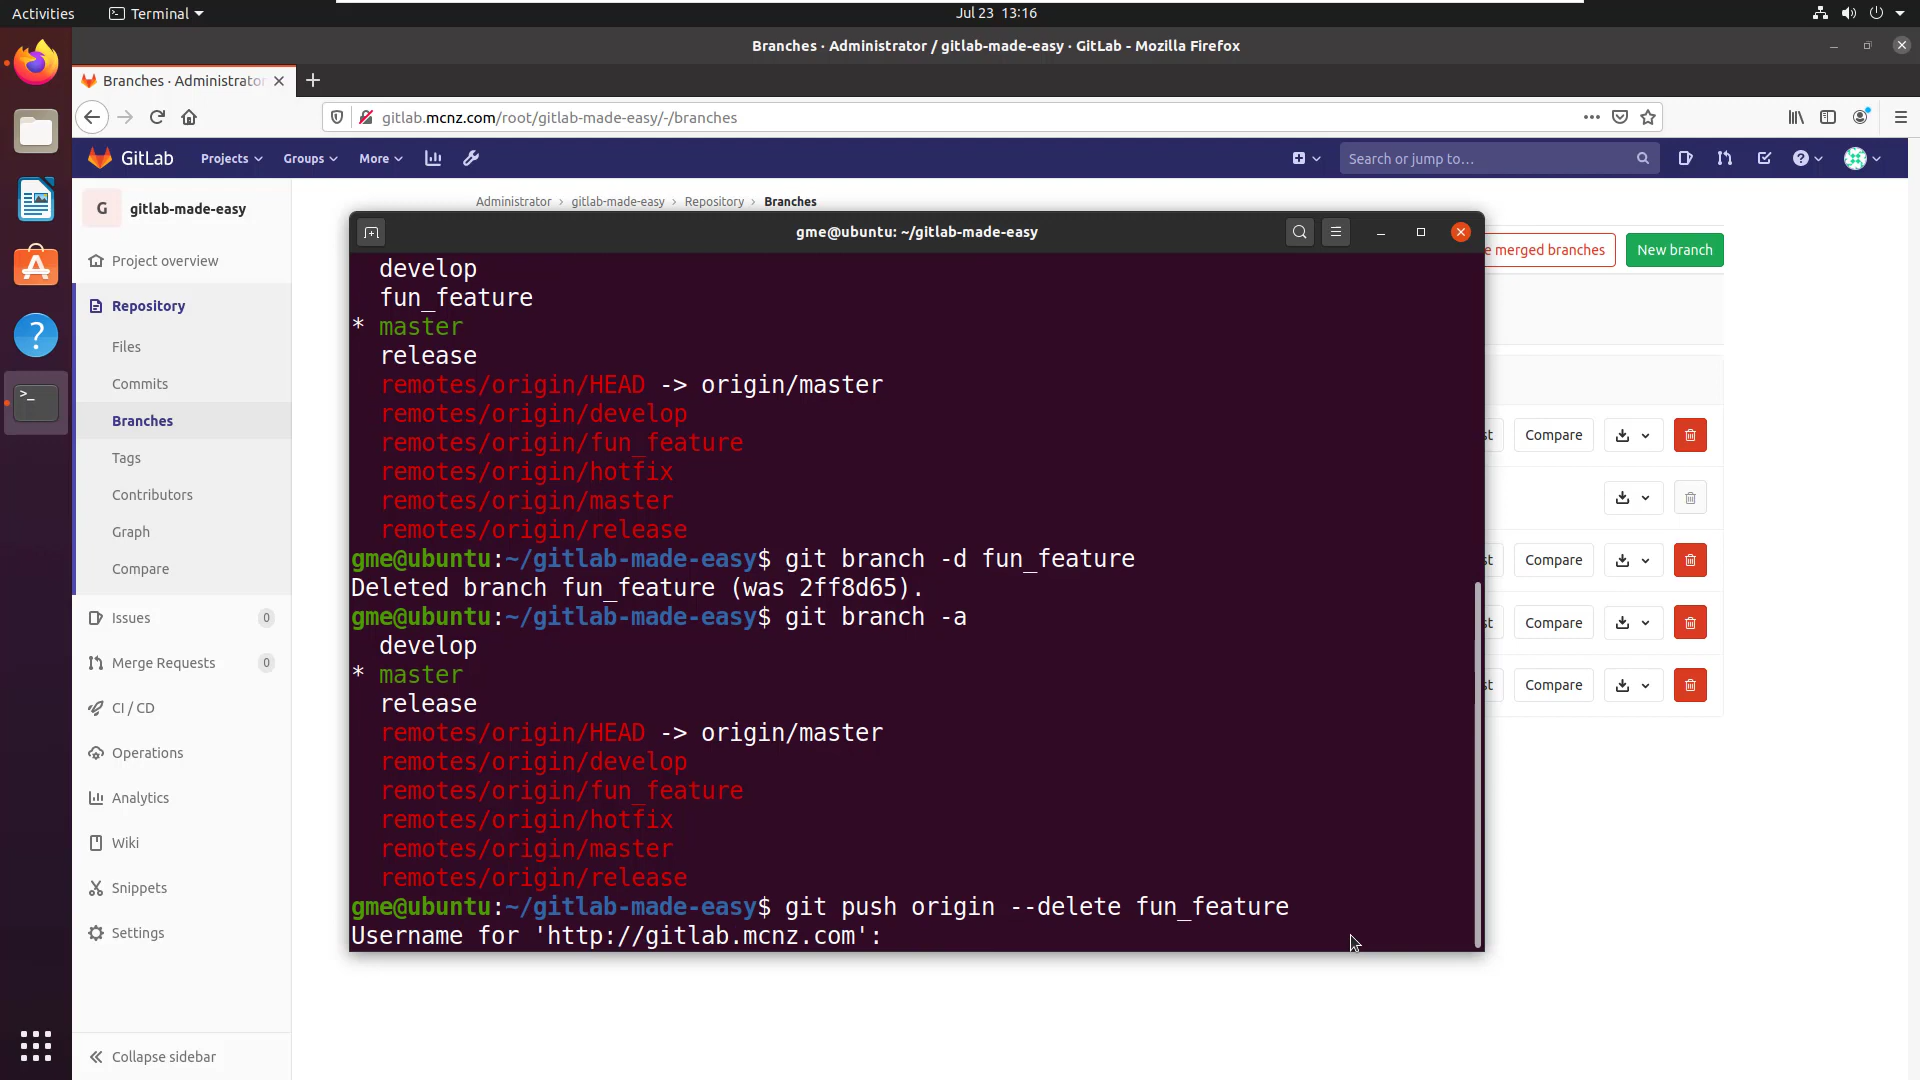 Activities
Terminal
Jul 23 13:16
Branches · Administrator / gitlab-made-easy · GitLab - Mozilla Firefox
Branches · Administrator
gitlab.mcnz.com/root/gitlab-made-easy/-/branches
GitLab
Projects
Groups
More
Search or jump to...
G
gitlab-made-easy
Administrator > gitlab-made-easy > Repository > Branches
merged branches
New branch
Project overview
Repository
Files
Commits
Branches
Tags
Contributors
Graph
Compare
Issues 0
Merge Requests 0
CI / CD
Operations
Analytics
Wiki
Snippets
Settings
Collapse sidebar
gme@ubuntu: ~/gitlab-made-easy
develop
fun_feature
* master
release
remotes/origin/HEAD -> origin/master
remotes/origin/develop
remotes/origin/fun_feature
remotes/origin/hotfix
remotes/origin/master
remotes/origin/release
gme@ubuntu:~/gitlab-made-easy$ git branch -d fun_feature
Deleted branch fun_feature (was 2ff8d65).
gme@ubuntu:~/gitlab-made-easy$ git branch -a
develop
* master
release
remotes/origin/HEAD -> origin/master
remotes/origin/develop
remotes/origin/fun_feature
remotes/origin/hotfix
remotes/origin/master
remotes/origin/release
gme@ubuntu:~/gitlab-made-easy$ git push origin --delete fun_feature
Username for 'http://gitlab.mcnz.com':
Compare
Compare
Compare
Compare